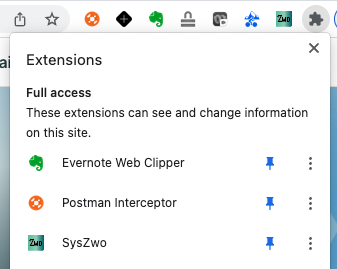 ai
Zwo
Extensions
Full access
These extensions can see and change information
on this site.
Evernote Web Clipper
Postman Interceptor
Zwo SysZwo